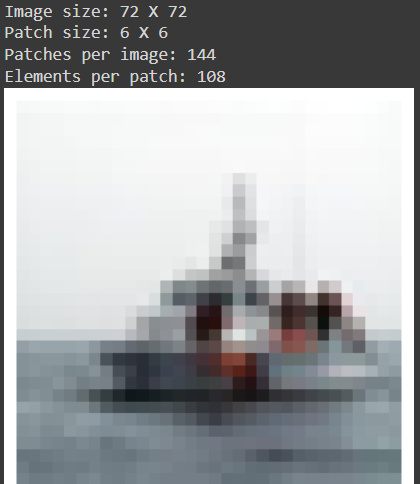 Image size: 72 X 72
Patch size: 6 X 6
Patches per image: 144
Elements per patch: 108